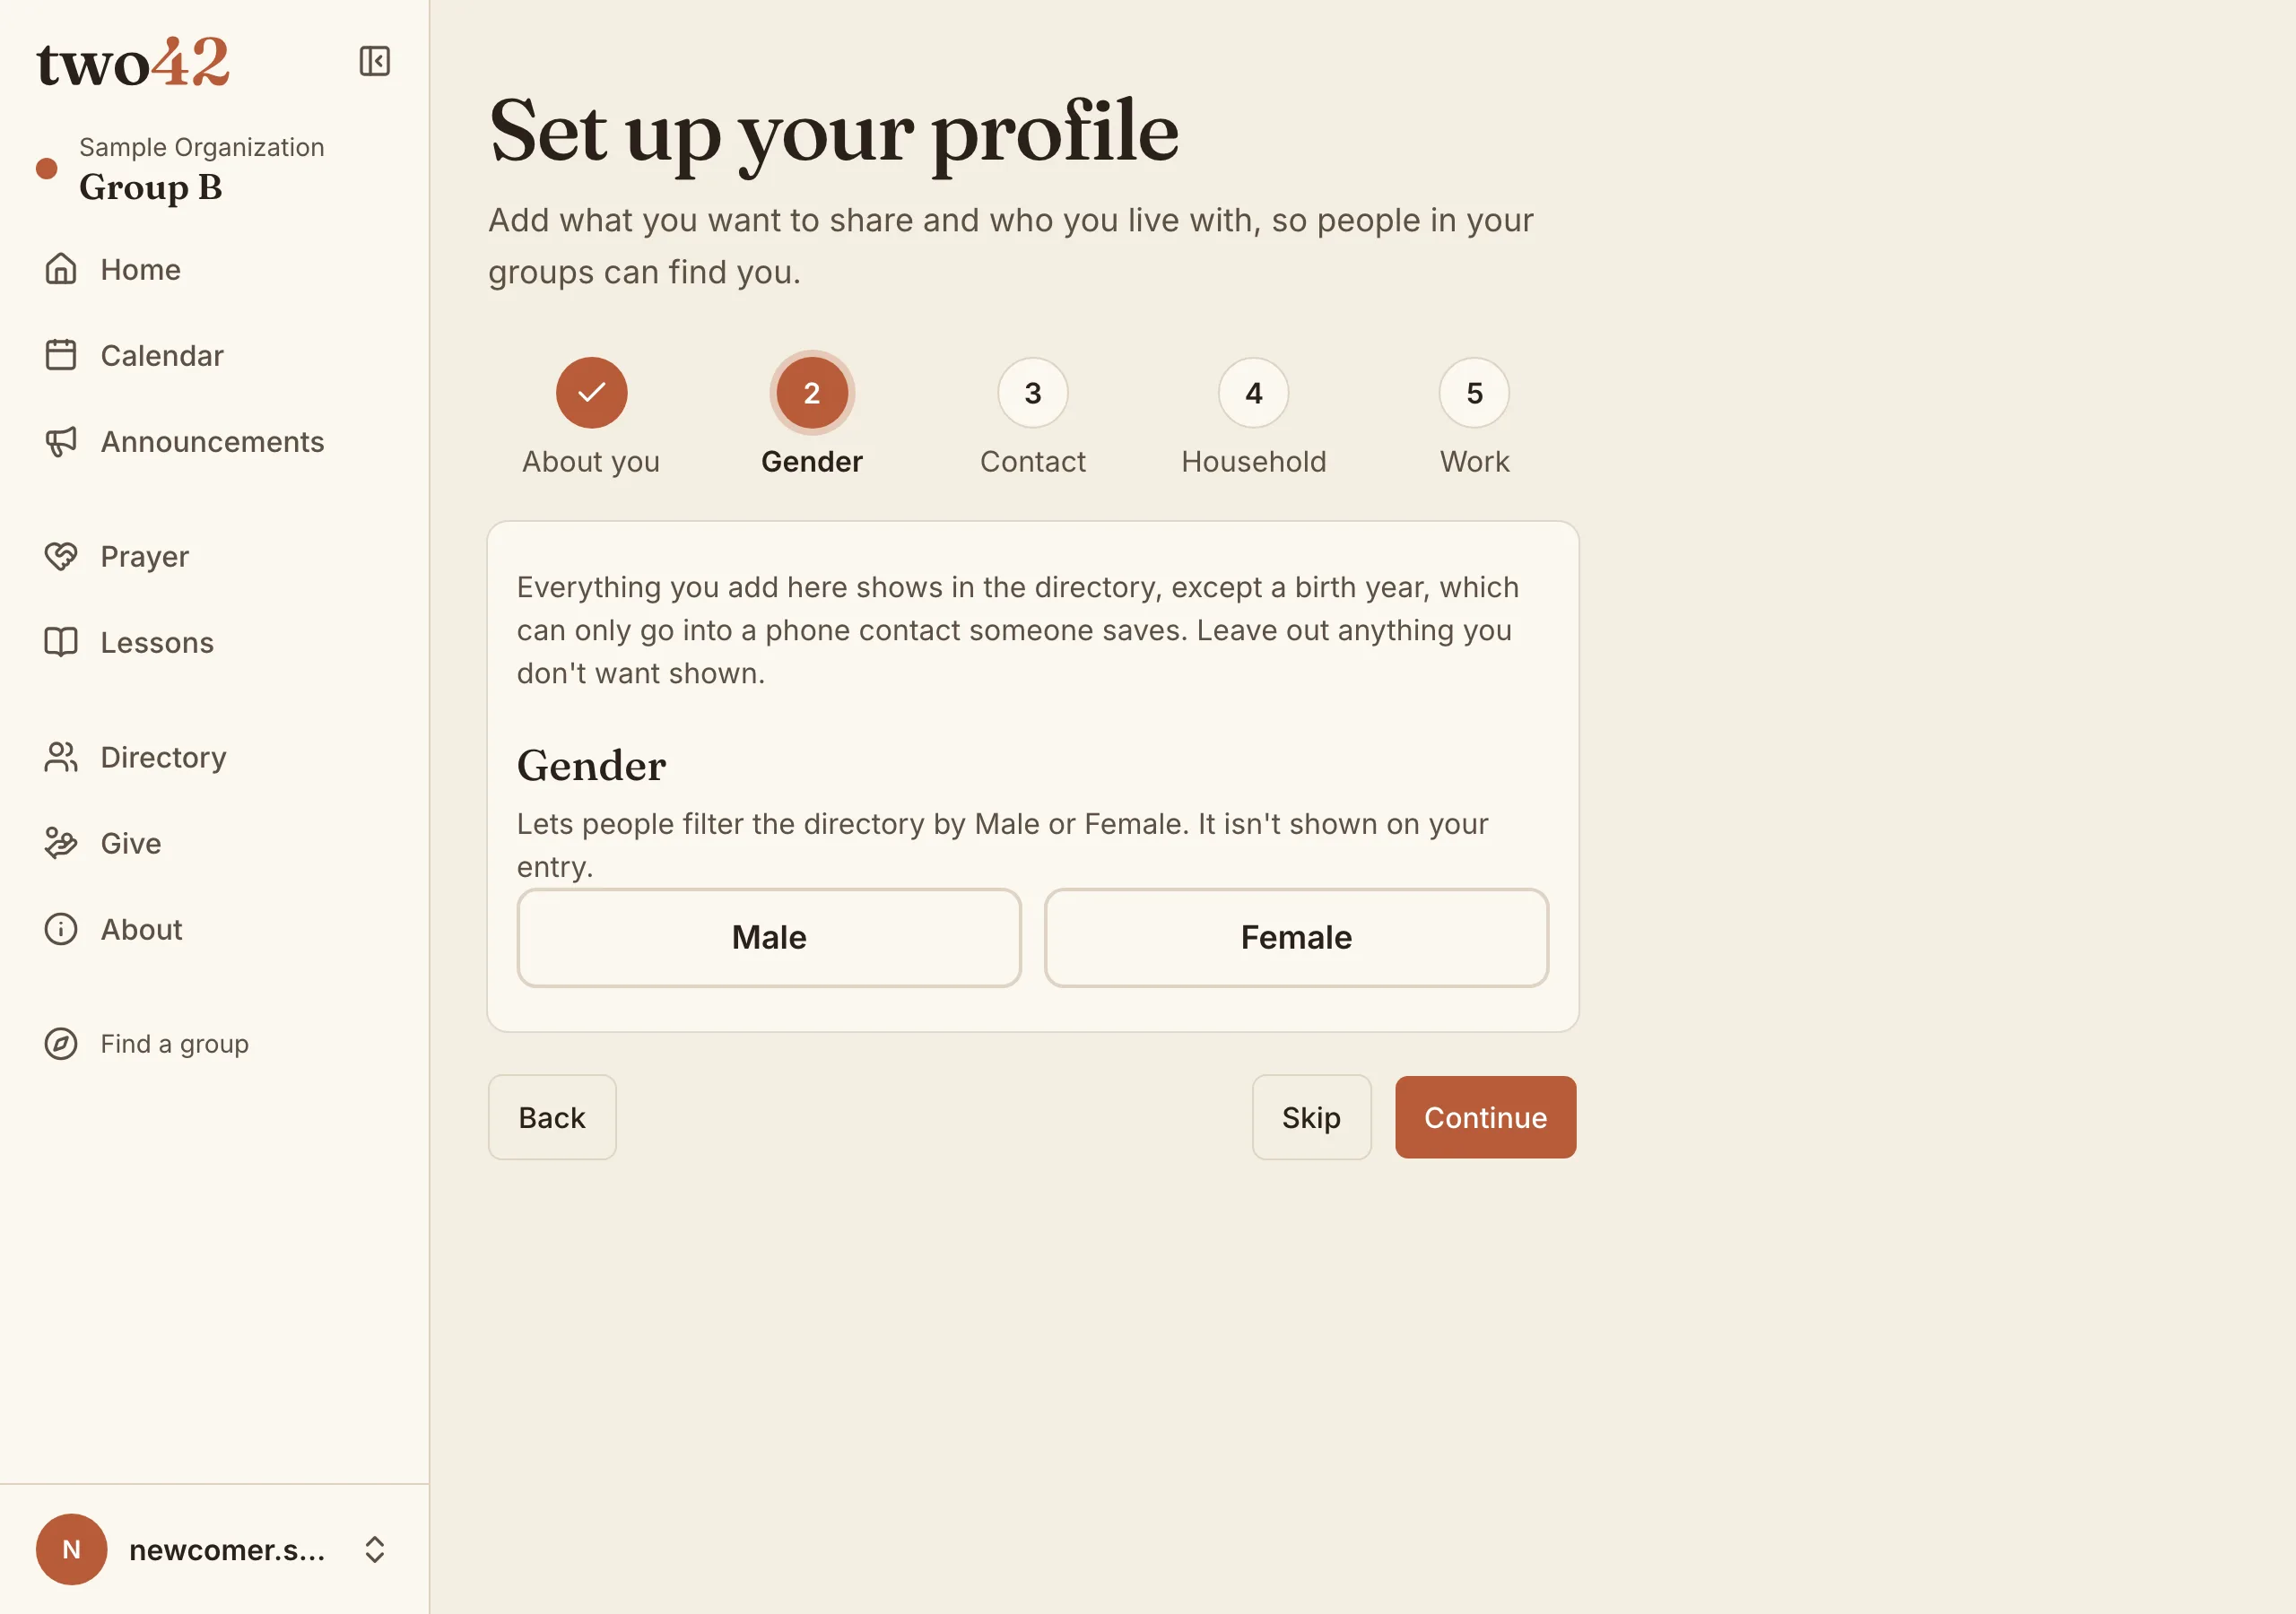 two42
Sample Organization
Group B
Home
Calendar
Announcements
Prayer
Lessons
Directory
Give
About
Find a group
N
newcomer.s...
Set up your profile
Add what you want to share and who you live with, so people in your
groups can find you.
2
3
4
5
About you
Gender
Contact
Household
Work
Everything you add here shows in the directory, except a birth year, which
can only go into a phone contact someone saves. Leave out anything you
don't want shown.
Gender
Lets people filter the directory by Male or Female. It isn't shown on your
entry.
Male
Female
Back
Skip
Continue